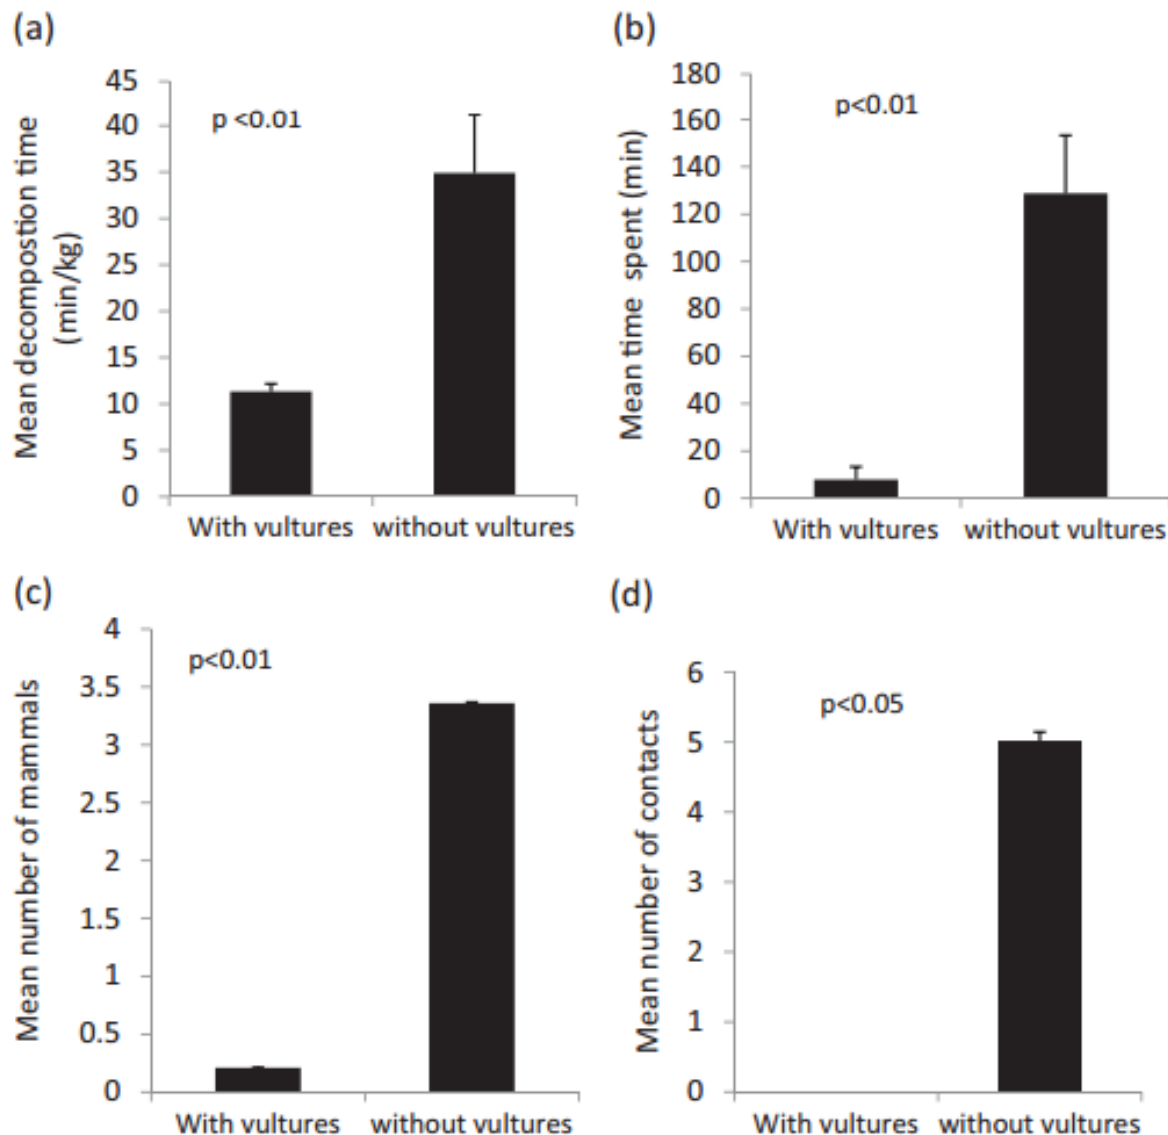 (a)
Mean decompostion time
(min/kg)
45
40
35
30
25
20
15
10
5
0
p <0.01
With vultures
without vultures
(b)
Mean time spent (min)
180
160
140
120
100
80
60
40
20
0
p<0.01
With vultures
without vultures
(c)
Mean number of mammals
4
3.5
3
2.5
2
1.5
1
0.5
0
p<0.01
With vultures
without vultures
(d)
Mean number of contacts
6
5
4
3
2
1
0
p<0.05
With vultures
without vultures